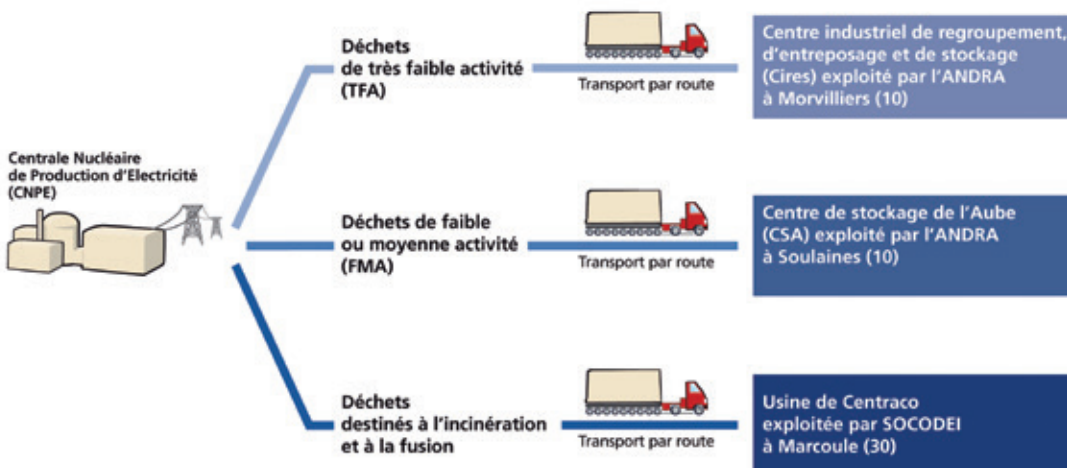 Centrale Nucléaire
de Production d'Electricité
(CNPE)
Déchets
de très faible activité
(TFA)
Transport par route
Centre industriel de regroupement,
d'entreposage et de stockage
(Cires) exploité par l'ANDRA
à Morvilliers (10)
Déchets de faible
ou moyenne activité
(FMA)
Transport par route
Centre de stockage de l'Aube
(CSA) exploité par l'ANDRA
à Soulaines (10)
Déchets
destinés à l'incinération
et à la fusion
Transport par route
Usine de Centraco
exploitée par SOCODEI
à Marcoule (30)